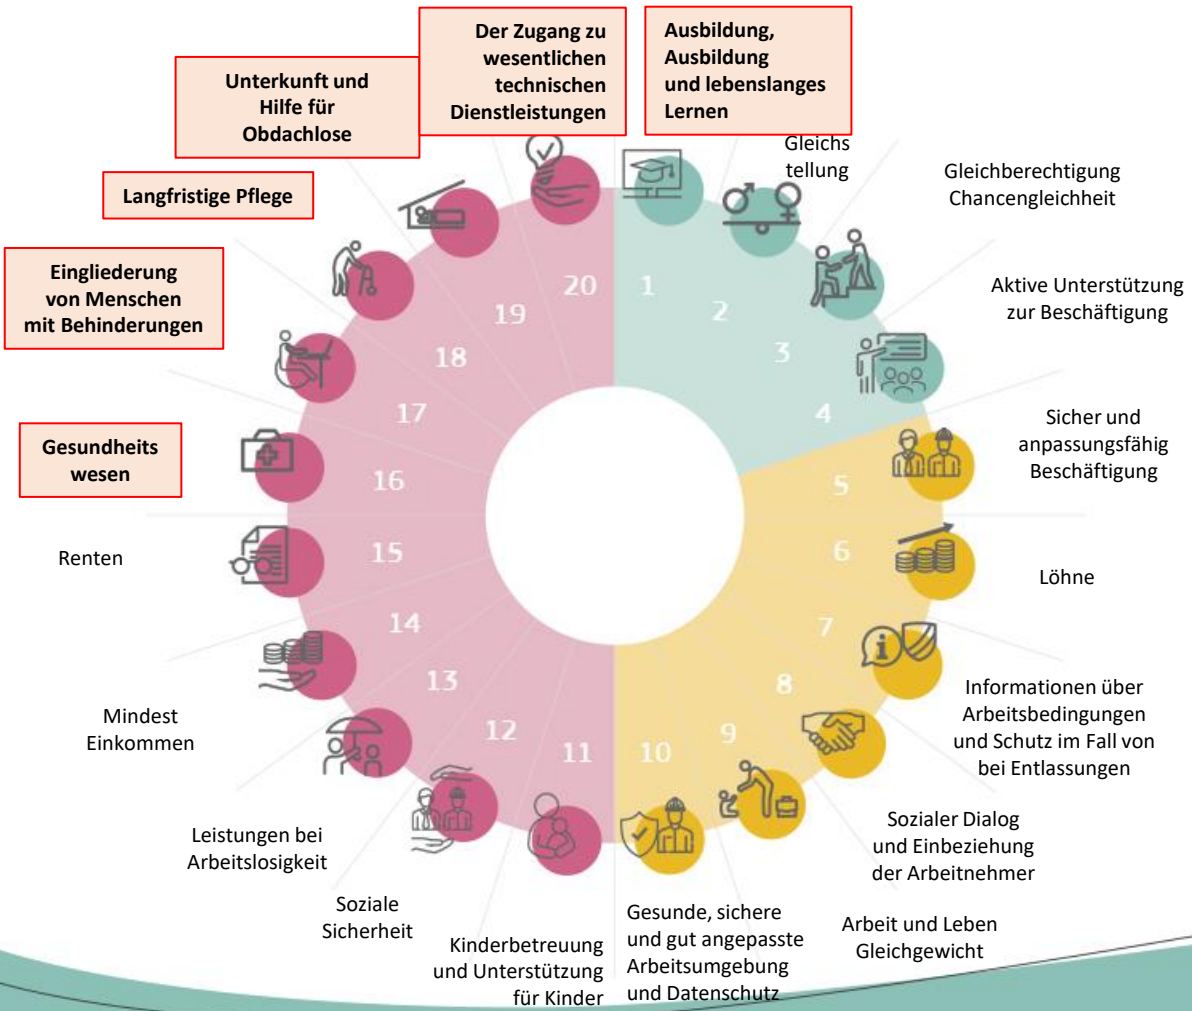 Der Zugang zu
wesentlichen
technischen
Dienstleistungen
Ausbildung,
Ausbildung
und lebenslanges
Lernen
Unterkunft und
Hilfe für
Obdachlose
Gleichs
tellung
Gleichberechtigung
Chancengleichheit
Langfristige Pflege
Eingliederung
von Menschen
mit Behinderungen
Aktive Unterstützung
zur Beschäftigung
Sicher und
anpassungsfähig
Beschäftigung
Gesundheits
wesen
Renten
Löhne
Mindest
Einkommen
Informationen über
Arbeitsbedingungen
und Schutz im Fall von
bei Entlassungen
Leistungen bei
Arbeitslosigkeit
Sozialer Dialog
und Einbeziehung
der Arbeitnehmer
Soziale
Sicherheit
Kinderbetreuung
und Unterstützung
für Kinder
Gesunde, sichere
und gut angepasste
Arbeitsumgebung
und Datenschutz
Arbeit und Leben
Gleichgewicht
1
2
3
4
5
6
7
8
9
10
11
12
13
14
15
16
17
18
19
20
i